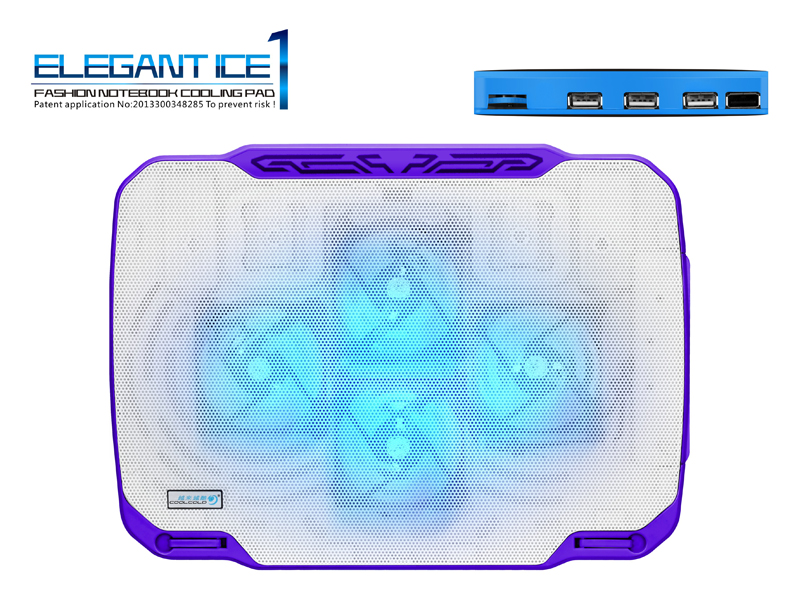 ELEGANT ICE 1
FASHION NOTEBOOK COOLING PAD
Patent application No:2013300348285 To prevent risk !
COOLCOLD